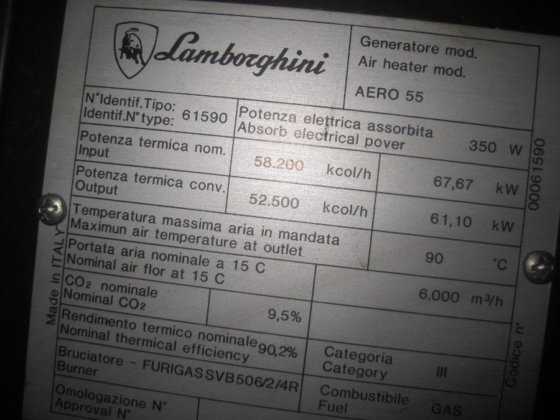 Lamborghini
Generatore mod.
Air heater mod.
AERO 55
N°Identif.Tipo:
Identif.N°type: 61590
Potenza elettrica assorbita
Absorb electrical pover 350 W
Potenza termica nom.
Input 58.200 kcol/h 67,67 kW
Potenza termica conv.
Output 52.500 kcol/h 61,10 kW
Temperatura massima aria in mandata
Maximun air temperature at outlet 90 °C
Portata aria nominale a 15 C
Nominal air flor at 15 C 6.000 m³/h
CO₂ nominale
Nominal CO₂ 9,5%
Rendimento termico nominale
Nominal thermical efficiency 90,2%
Categoria
Category III
Bruciatore - FURIGAS SVB506/2/4R
Burner
Combustibile
Fuel GAS
Omologazione N°
Approval N°
Made in ITALY
00061590
Codice n°